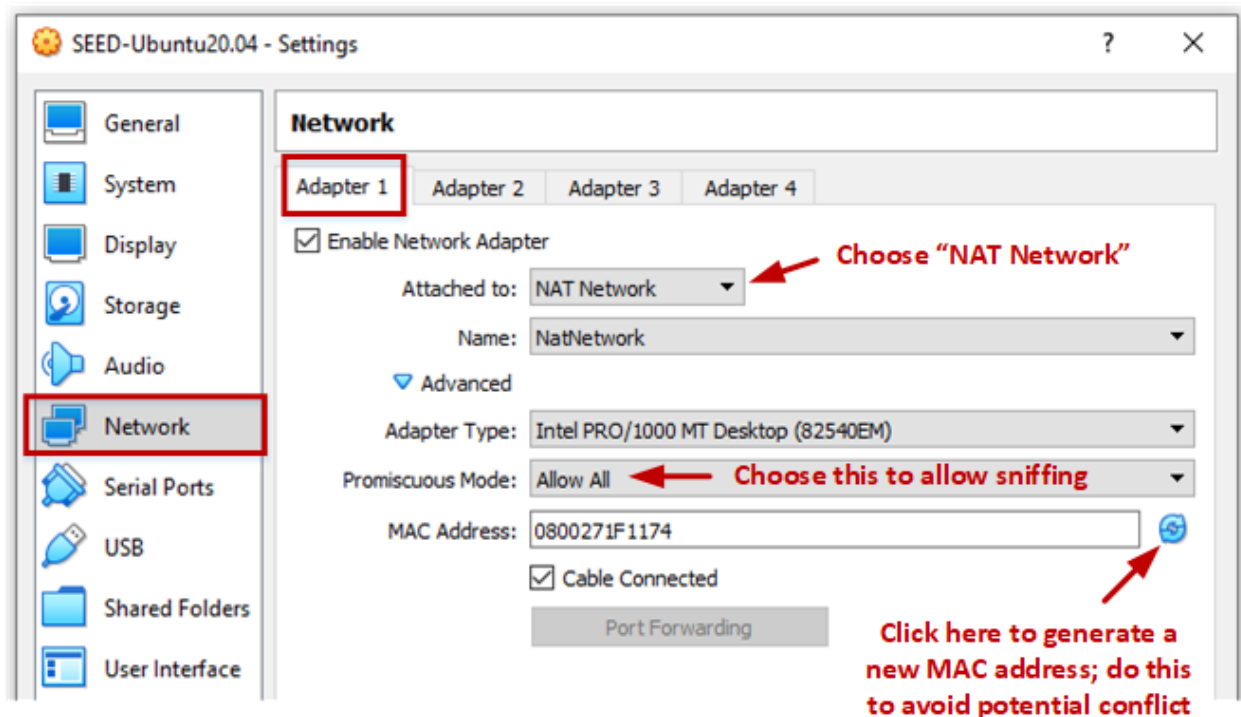 SEED-Ubuntu20.04 - Settings ? ×
General
System
Display
Storage
Audio
Network
Serial Ports
USB
Shared Folders
User Interface
Network
Adapter 1 Adapter 2 Adapter 3 Adapter 4
Enable Network Adapter
Choose “NAT Network”
Attached to: NAT Network
Name: NatNetwork
Advanced
Adapter Type: Intel PRO/1000 MT Desktop (82540EM)
Promiscuous Mode: Allow All
Choose this to allow sniffing
MAC Address: 0800271F1174
Cable Connected
Port Forwarding
Click here to generate a
new MAC address; do this
to avoid potential conflict